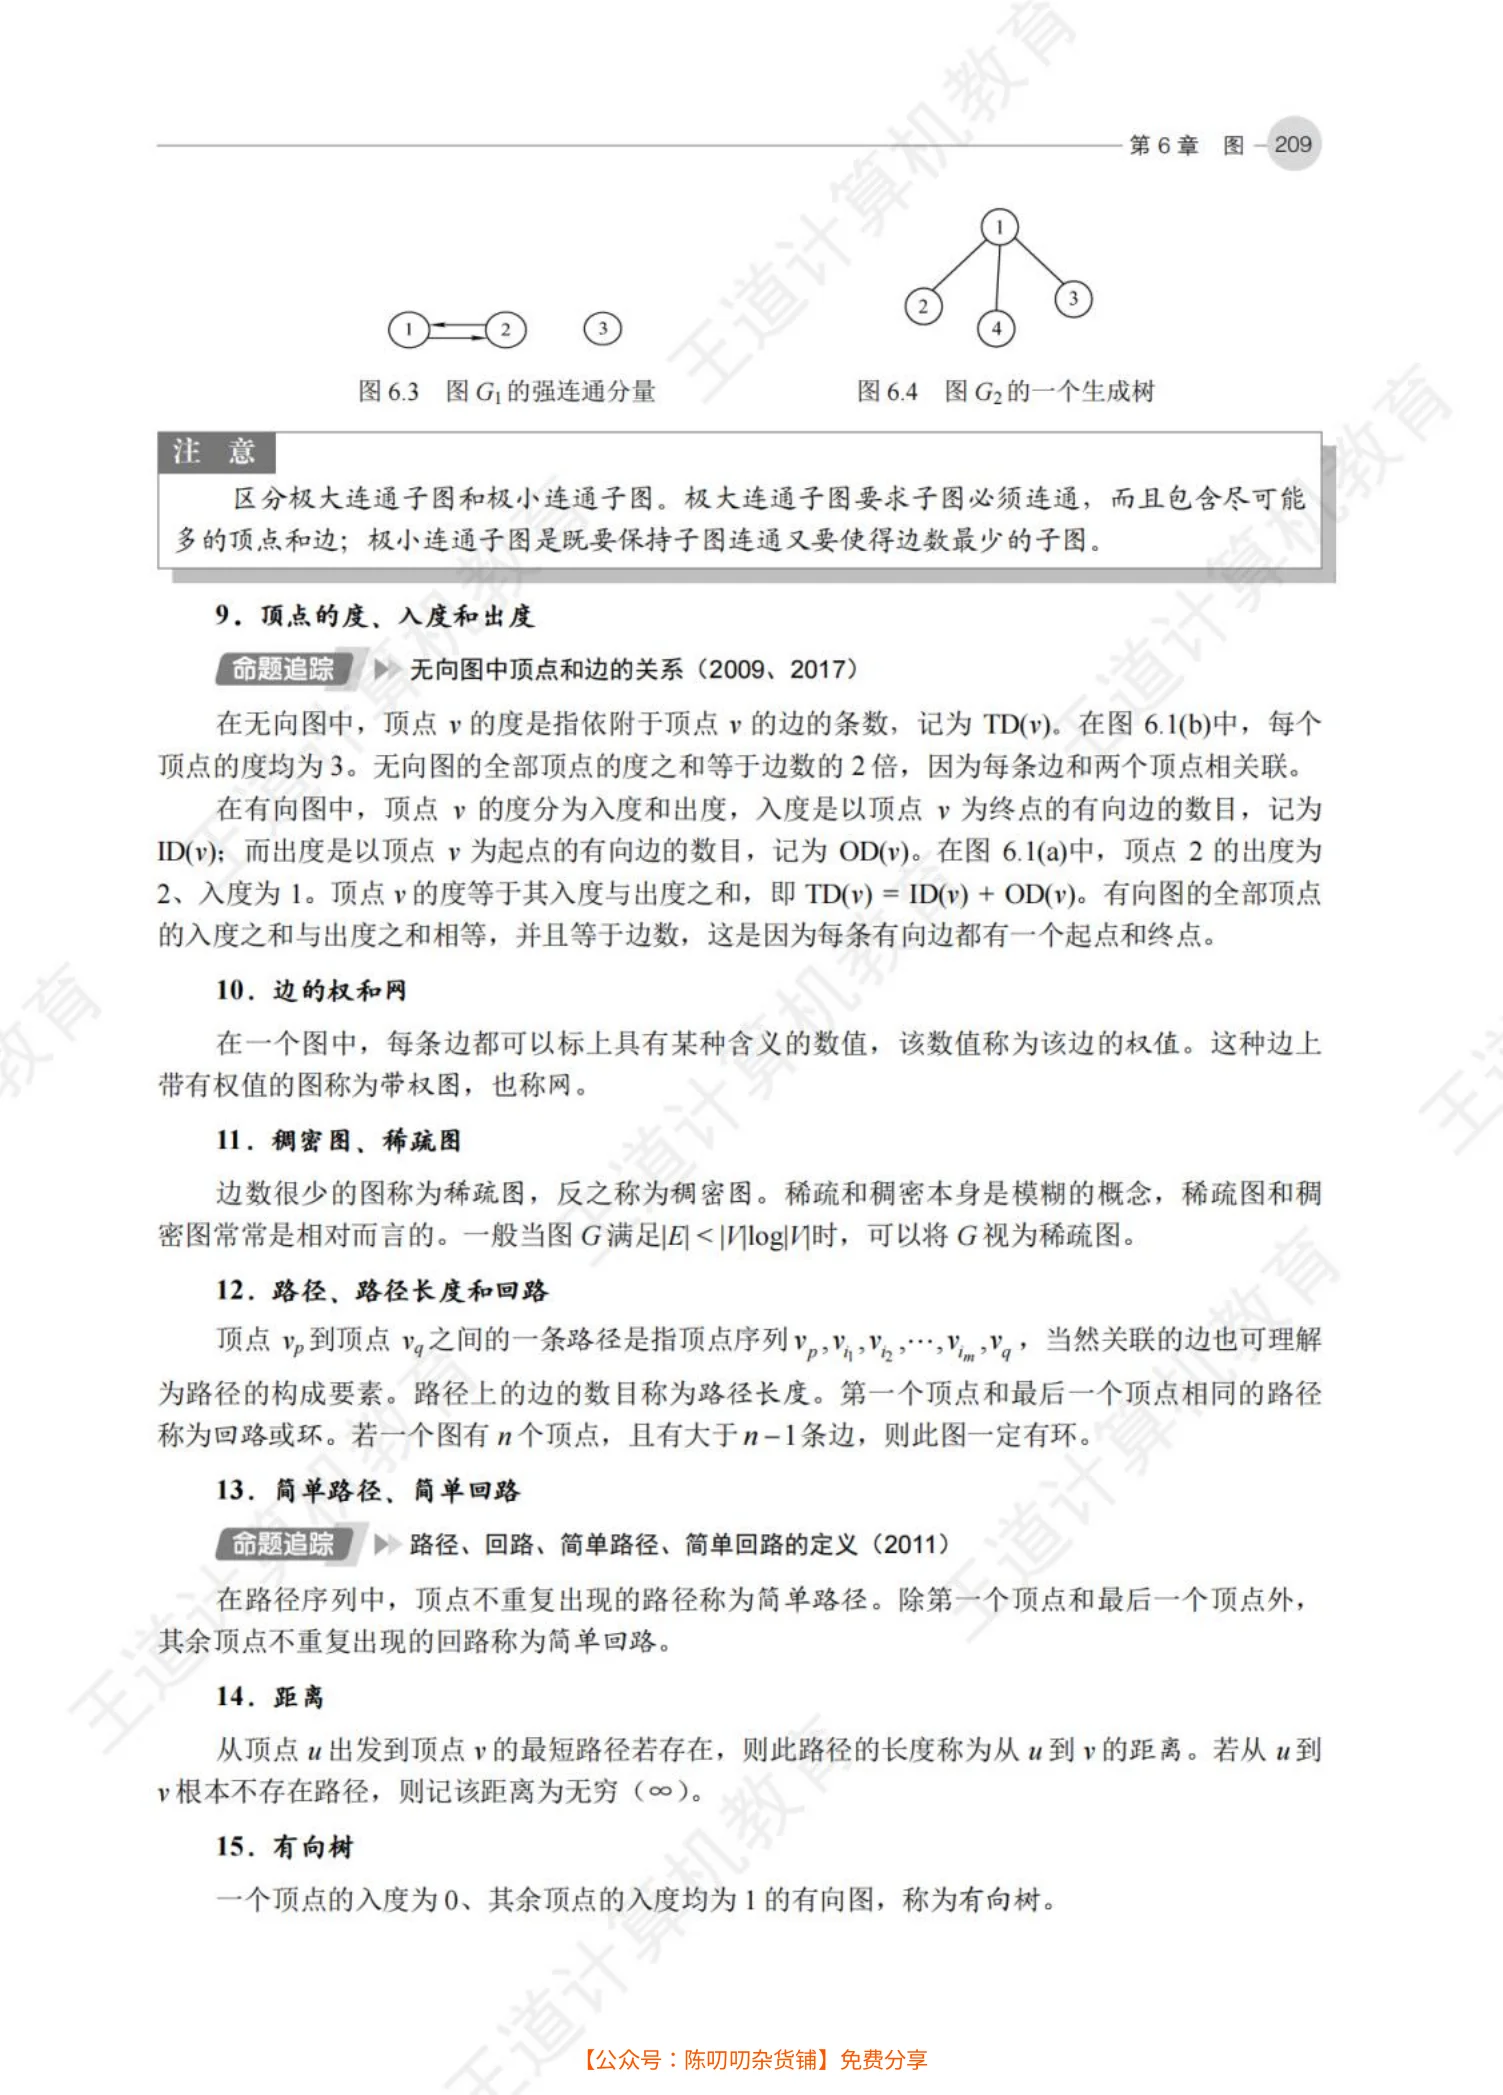 第 6 章 图 209
1
2
3
4
1
2
3
图 6.3 图 G₁的强连通分量
图 6.4 图 G₂的一个生成树
注 意
区分极大连通子图和极小连通子图。极大连通子图要求子图必须连通，而且包含尽可能
多的顶点和边；极小连通子图是既要保持子图连通又要使得边数最少的子图。
9．顶点的度、入度和出度
命题追踪 无向图中顶点和边的关系（2009、2017）
在无向图中，顶点 v 的度是指依附于顶点 v 的边的条数，记为 TD(v)。在图 6.1(b)中，每个
顶点的度均为 3。无向图的全部顶点的度之和等于边数的 2 倍，因为每条边和两个顶点相关联。
在有向图中，顶点 v 的度分为入度和出度，入度是以顶点 v 为终点的有向边的数目，记为
ID(v)；而出度是以顶点 v 为起点的有向边的数目，记为 OD(v)。在图 6.1(a)中，顶点 2 的出度为
2、入度为 1。顶点 v 的度等于其入度与出度之和，即 TD(v) = ID(v) + OD(v)。有向图的全部顶点
的入度之和与出度之和相等，并且等于边数，这是因为每条有向边都有一个起点和终点。
10．边的权和网
在一个图中，每条边都可以标上具有某种含义的数值，该数值称为该边的权值。这种边上
带有权值的图称为带权图，也称网。
11．稠密图、稀疏图
边数很少的图称为稀疏图，反之称为稠密图。稀疏和稠密本身是模糊的概念，稀疏图和稠
密图常常是相对而言的。一般当图 G 满足|E| < |V|log|V|时，可以将 G 视为稀疏图。
12．路径、路径长度和回路
顶点 vₚ 到顶点 v_q 之间的一条路径是指顶点序列 v_p, v_{i₁}, v_{i₂}, ⋯, v_{i_m}, v_q，当然关联的边也可理解
为路径的构成要素。路径上的边的数目称为路径长度。第一个顶点和最后一个顶点相同的路径
称为回路或环。若一个图有 n 个顶点，且有大于 n－1条边，则此图一定有环。
13．简单路径、简单回路
命题追踪 路径、回路、简单路径、简单回路的定义（2011）
在路径序列中，顶点不重复出现的路径称为简单路径。除第一个顶点和最后一个顶点外，
其余顶点不重复出现的回路称为简单回路。
14．距离
从顶点 u 出发到顶点 v 的最短路径若存在，则此路径的长度称为从 u 到 v 的距离。若从 u 到
v 根本不存在路径，则记该距离为无穷（∞）。
15．有向树
一个顶点的入度为 0、其余顶点的入度均为 1 的有向图，称为有向树。
【公众号：陈叨叨杂货铺】免费分享
王道计算机教育